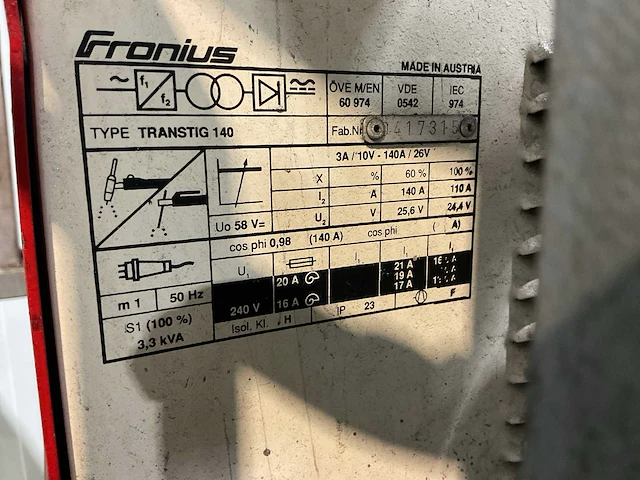 Fronius
MADE IN AUSTRIA
f₁
f₂
ÖVE M/EN 60 974
VDE 0542
IEC 974
TYPE TRANSTIG 140
Fab.Nr.
3A / 10V - 140A / 26V
X % 60 % 100 %
I₂ A 140 A 110 A
Uo 58 V= U₂ V 25,6 V 24,4 V
cos phi 0,98 (140 A) cos phi ( A)
U₁ I₁ I₁ I₁
m 1 50 Hz
240 V
20 A
16 A
21 A
19 A
17 A
S1 (100 %)
3,3 kVA
Isol. Kl. H IP 23 F